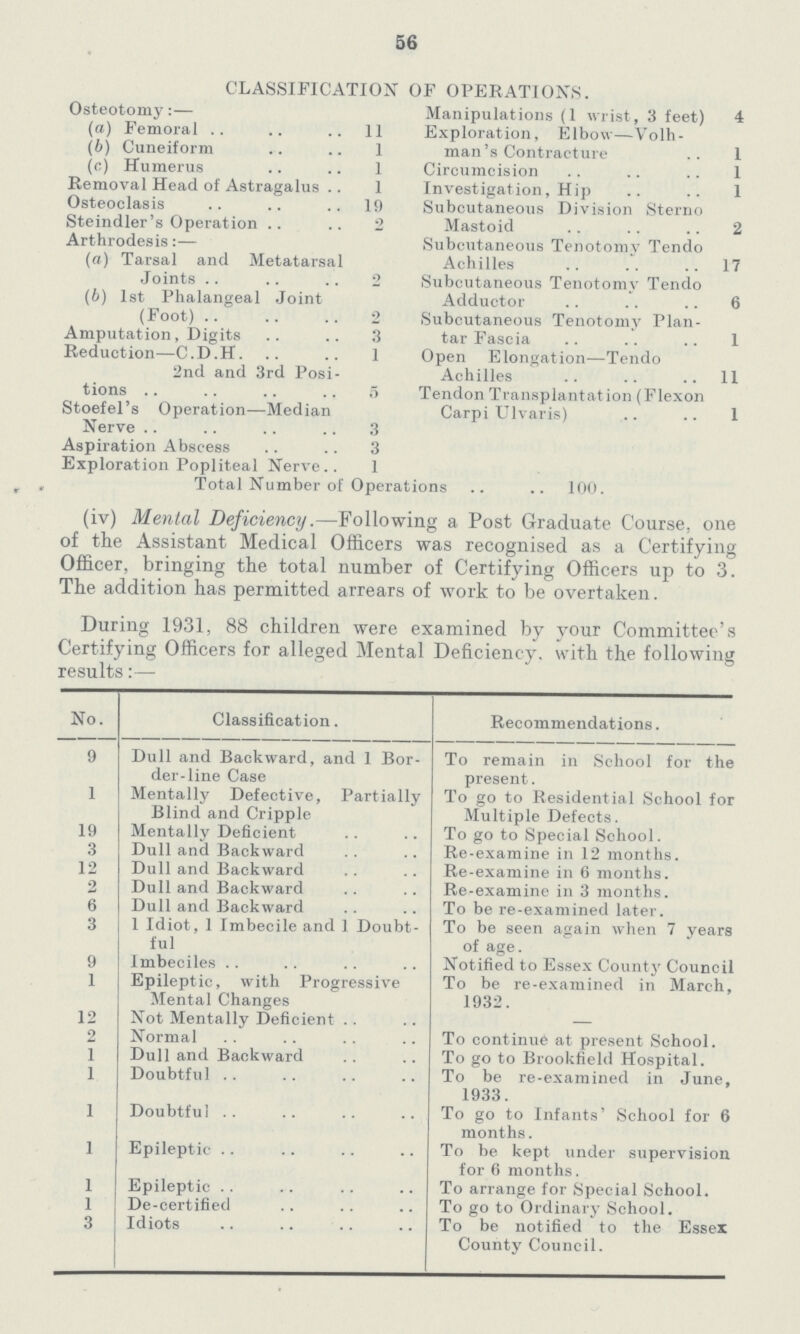 56
CLASSIFICATION OF OPERATIONS.
Osteotomy:—
(a) Femoral .. .. .. 11
(b) Cuneiform .. .. 1
(c) Humerus .. .. 1
Removal Head of Astragalus .. 1
Osteoclasis .. .. .. 19
Steindler's Operation .. .. 2
Arthrodesis:—
(a) Tarsal and Metatarsal
Joints .. .. .. 2
(b) 1st Phalangeal Joint
(Foot) .. .. .. 2
Amputation, Digits .. .. 3
Reduction—C.D.H. .. .. 1
2nd and 3rd Posi-
tions .. .. .. .. 5
Stoefel's Operation—Median
Nerve .. .. .. .. 3
Aspiration Abscess .. .. 3
Exploration Popliteal Nerve.. 1
Manipulations (1 wrist, 3 feet) 4
Exploration, Elbow—Volh-
man's Contracture .. 1
Circumcision .. .. .. 1
Investigation, Hip .. .. 1
Subcutaneous Division Sterno
Mastoid .. .. .. 2
Subcutaneous Tenotomy Tendo
Achilles .. .. .. 17
Subcutaneous Tenotomy Tendo
Adductor .. .. .. 6
Subcutaneous Tenotomy Plan-
tar Fascia .. .. .. 1
Open Elongation—Tendo
Achilles .. .. .. 11
Tendon Transplantation (Flexon
Carpi Ulvaris) .. .. 1
Total Number of Operations .. .. 100.
(iv) Mental Deficiency.—Following a Post Graduate Course, one
of the Assistant Medical Officers was recognised as a Certifying
Officer, bringing the total number of Certifying Officers up to 3.
The addition has permitted arrears of work to be overtaken.
During 1931, 88 children were examined by your Committee's
Certifying Officers for alleged Mental Deficiency, with the following
results:—
No. Classification. Recommendations.
9 Dull and Backward, and 1 Bor- To remain in School for the
der-line Case present.
1 Mentally Defective, Partially To go to Residential School for
Blind and Cripple Multiple Defects.
19 Mentally Deficient .. .. To go to Special School.
3 Dull and Backward .. .. Re-examine in 12 months.
12 Dull and Backward .. .. Re-examine in 6 months.
2 Dull and Backward .. .. Re-examine in 3 months.
6 Dull and Backward .. .. To be re-examined later.
3 1 Idiot, 1 Imbecile and 1 Doubt- To be seen again when 7 years
ful of age.
9 Imbeciles .. .. .. .. Notified to Essex County Council
1 Epileptic, with Progressive To be re-examined in March,
Mental Changes 1932.
12 Not Mentally Deficient .. .. —
2 Normal .. .. .. .. To continue at present School.
1 Dull and Backward .. .. To go to Brookfield Hospital.
1 Doubtful .. .. .. .. To be re-examined in June,
1933.
1 Doubtful .. .. .. .. To go to Infants' School for 6
months.
1 Epileptic .. .. .. .. To be kept under supervision
for 6 months.
1 Epileptic .. .. .. .. To arrange for Special School.
1 De-certified .. .. .. To go to Ordinary School.
3 Idiots .. .. .. .. To be notified to the Essex
County Council.